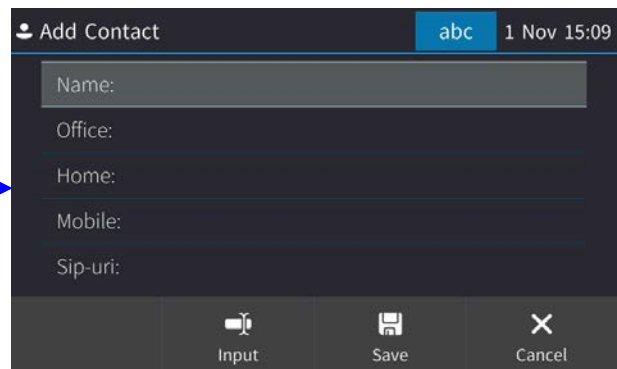 Add Contact abc 1 Nov 15:09
Name:
Office:
Home:
Mobile:
Sip-uri:
Input Save Cancel